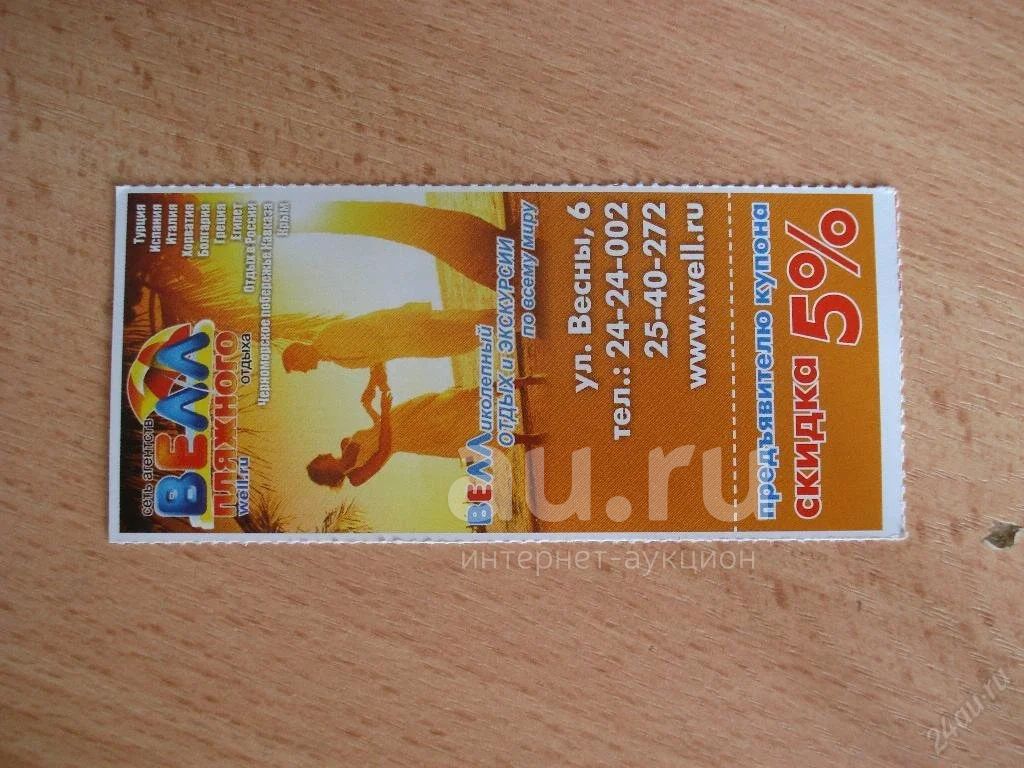 сеть агентств
ВЕЛЛ
ПЛЯЖНОГО
отдыха
well.ru
Турция
Испания
Италия
Хорватия
Болгария
Греция
Египет
Отдых в России
Черноморское побережье Кавказа
Крым
ВЕЛЛиколепный
ОТДЫХ и ЭКСКУРСИИ
по всему миру
ул. Весны, 6
тел.: 24-24-002
25-40-272
www.well.ru
предъявителю купона
скидка 5%
au.ru
интернет-аукцион
24au.ru